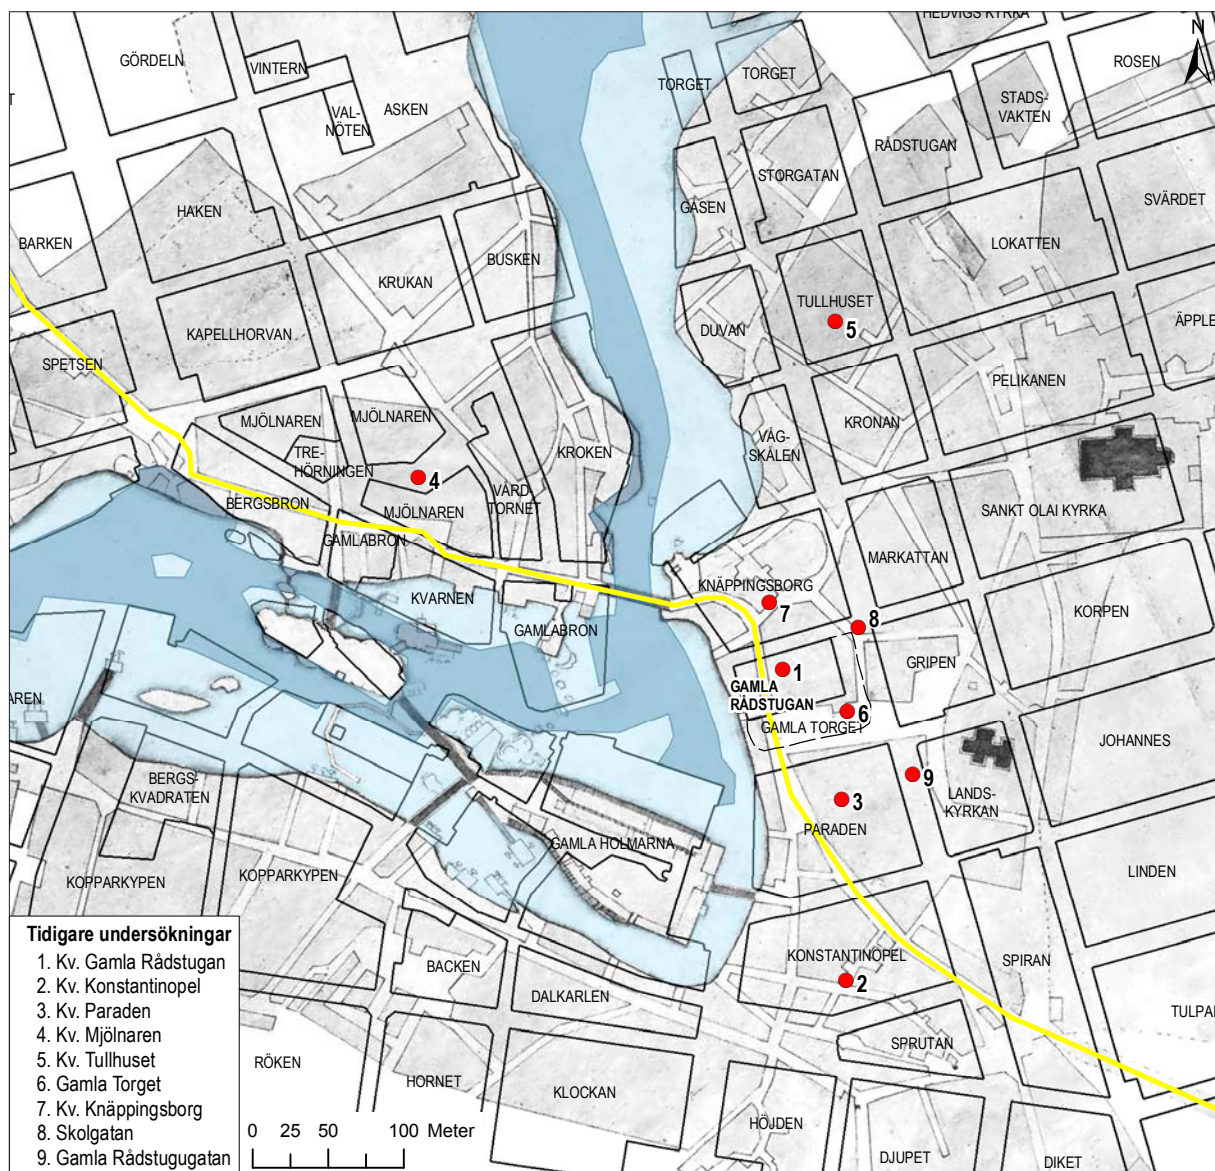 HEDVIGS KYRKA
N
GÖRDELN
VINTERN
TORGET
TORGET
ROSEN
T
VAL-
NÖTEN
ASKEN
STADS-
VAKTEN
RÅDSTUGAN
STORGATAN
SVÄRDET
HAKEN
GÅSEN
BARKEN
LOKATTEN
BUSKEN
KRUKAN
TULLHUSET
5
ÄPPLE
KAPELLHORVAN
DUVAN
SPETSEN
PELIKANEN
MJÖLNAREN
MJÖLNAREN
KRONAN
TRE-
HÖRNINGEN
KROKEN
VÅG-
SKÅLEN
4
VÅRD-
TORNET
BERGSBRON
MJÖLNAREN
SANKT OLAI KYRKA
GAMLABRON
MARKATTAN
KVARNEN
KNÄPPINGSBORG
7
8
KORPEN
GAMLABRON
GRIPEN
1
GAMLA
RÅDSTUGAN
6
AREN
GAMLA TORGET
JOHANNES
BERGS-
KVADRATEN
9
LANDS-
KYRKAN
3
PARADEN
GAMLA HOLMARNA
LINDEN
KOPPARKYPEN
KOPPARKYPEN
KONSTANTINOPEL
SPIRAN
BACKEN
2
DALKARLEN
TULPA
SPRUTAN
RÖKEN
HORNET
KLOCKAN
HÖJDEN
DJUPET
DIKET
Tidigare undersökningar
1. Kv. Gamla Rådstugan
2. Kv. Konstantinopel
3. Kv. Paraden
4. Kv. Mjölnaren
5. Kv. Tullhuset
6. Gamla Torget
7. Kv. Knäppingsborg
8. Skolgatan
9. Gamla Rådstugugatan
0 25 50 100 Meter